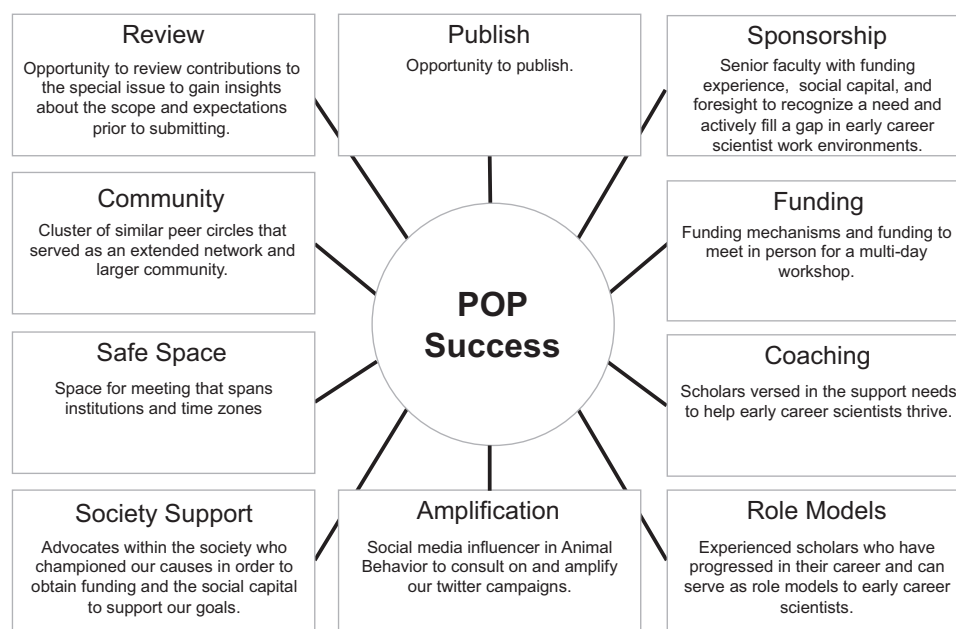 Review
Opportunity to review contributions to
the special issue to gain insights
about the scope and expectations
prior to submitting.
Publish
Opportunity to publish.
Sponsorship
Senior faculty with funding
experience, social capital, and
foresight to recognize a need and
actively fill a gap in early career
scientist work environments.
Community
Cluster of similar peer circles that
served as an extended network and
larger community.
Funding
Funding mechanisms and funding to
meet in person for a multi-day
workshop.
POP
Success
Safe Space
Space for meeting that spans
institutions and time zones
Coaching
Scholars versed in the support needs
to help early career scientists thrive.
Society Support
Advocates within the society who
championed our causes in order to
obtain funding and the social capital
to support our goals.
Amplification
Social media influencer in Animal
Behavior to consult on and amplify
our twitter campaigns.
Role Models
Experienced scholars who have
progressed in their career and can
serve as role models to early career
scientists.